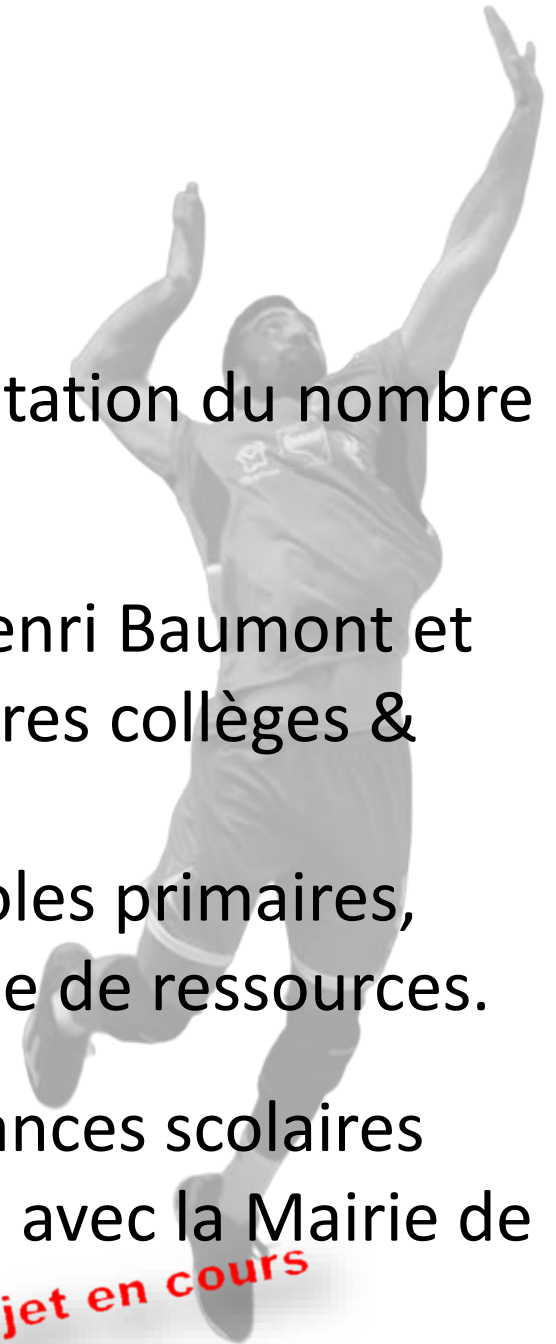 tation du nombre
enri Baumont et
res collèges &
oles primaires,
e de ressources.
ances scolaires
avec la Mairie de
jet en cours